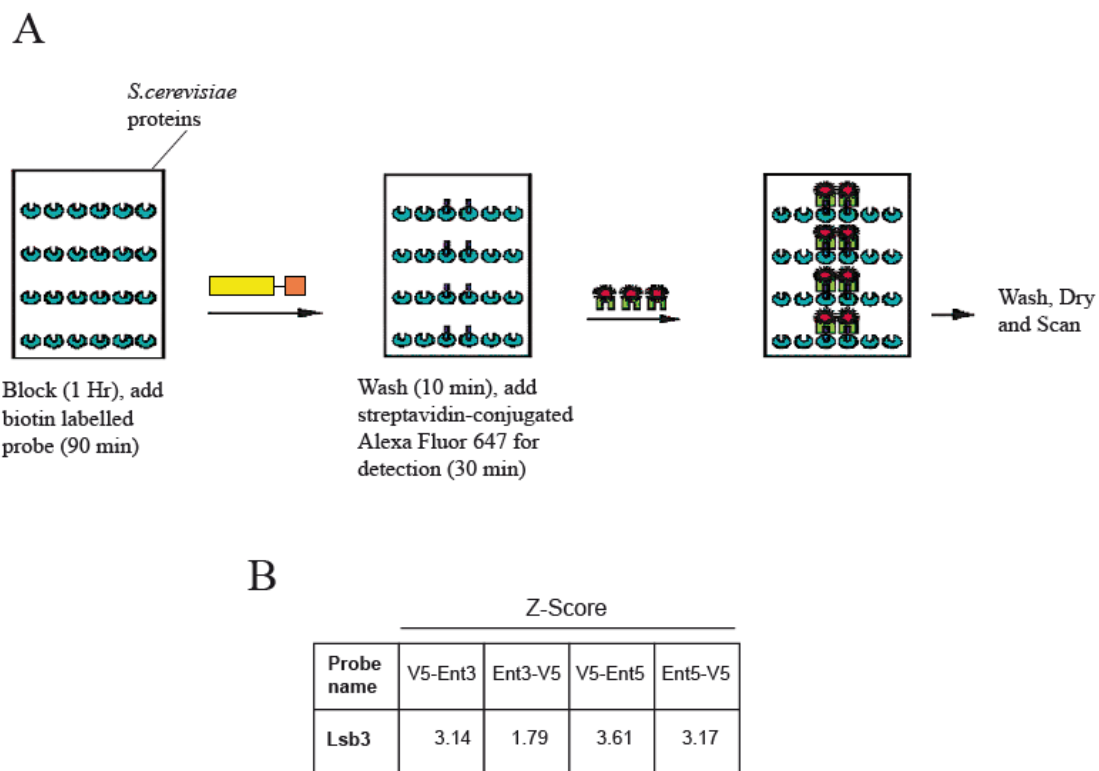 A
S.cerevisiae
proteins
Block (1 Hr), add
biotin labelled
probe (90 min)
Wash (10 min), add
streptavidin-conjugated
Alexa Fluor 647 for
detection (30 min)
Wash, Dry
and Scan
B
Z-Score
Probe name V5-Ent3 Ent3-V5 V5-Ent5 Ent5-V5
Lsb3 3.14 1.79 3.61 3.17